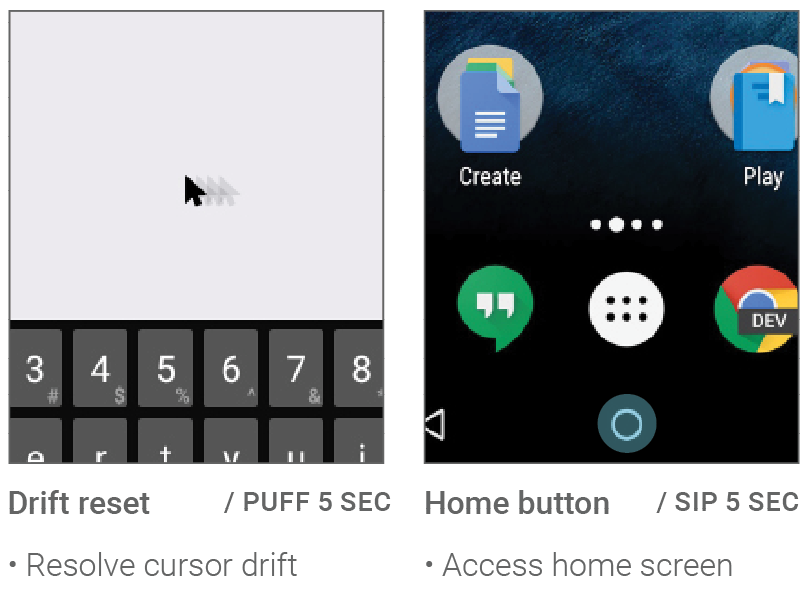 3 4 5 6 7 8
# $ % ^ &
e r t y u i
Drift reset / PUFF 5 SEC
• Resolve cursor drift
Create Play
DEV
Home button / SIP 5 SEC
• Access home screen